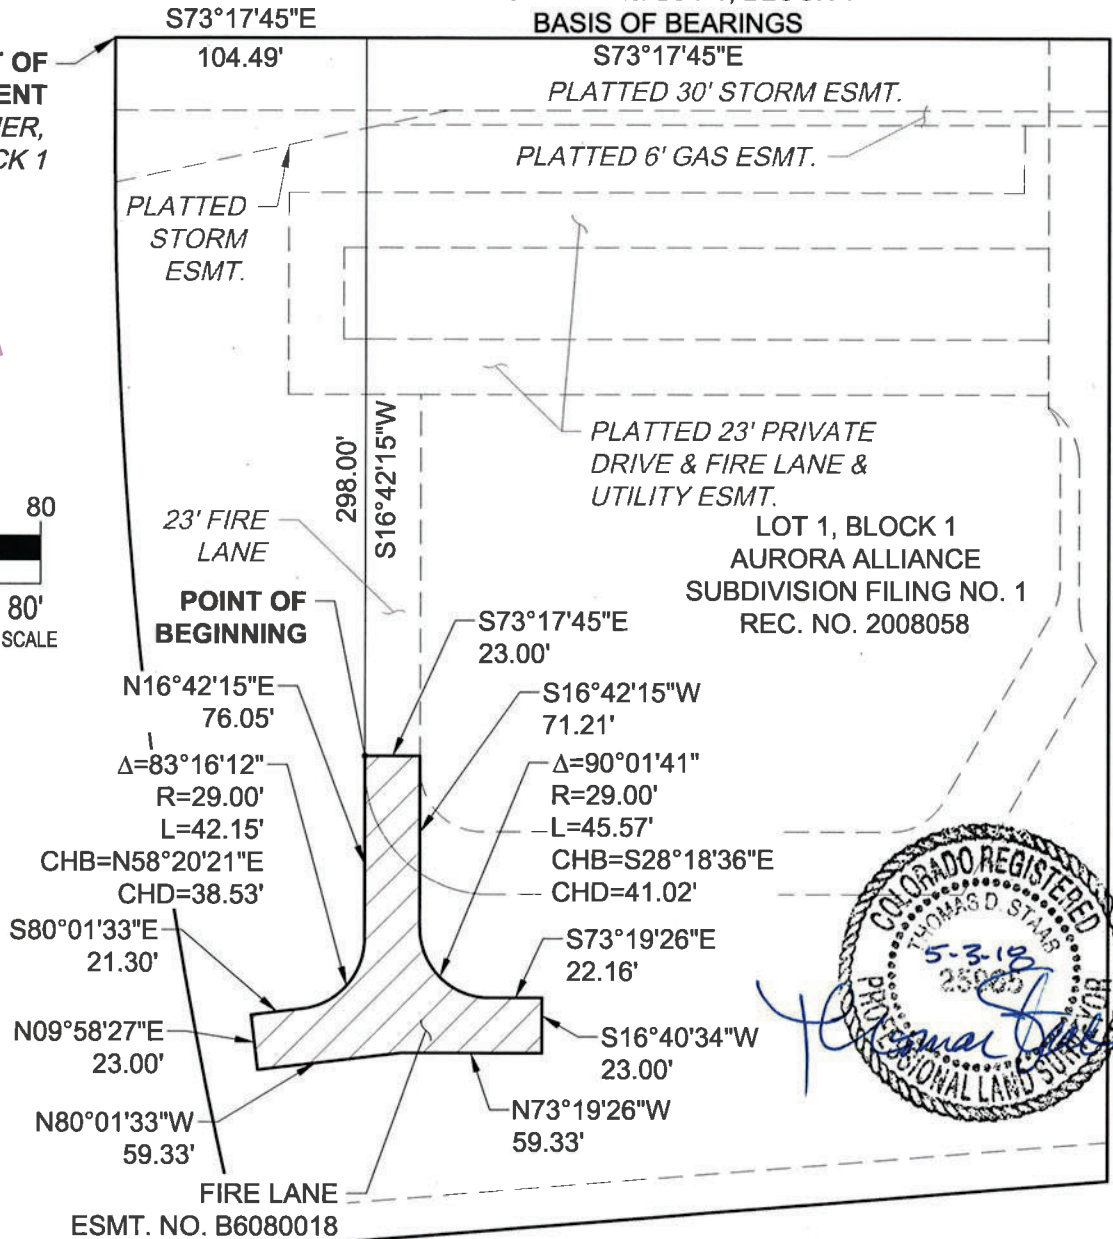 BASIS OF BEARINGS
S73°17'45"E
104.49'
S73°17'45"E
OF
ENT
ER,
CK 1
PLATTED 30' STORM ESMT.
PLATTED 6' GAS ESMT.
PLATTED
STORM
ESMT.
PLATTED 23' PRIVATE
DRIVE & FIRE LANE &
UTILITY ESMT.
298.00'
S16°42'15"W
80
80'
SCALE
23' FIRE
LANE
LOT 1, BLOCK 1
AURORA ALLIANCE
SUBDIVISION FILING NO. 1
REC. NO. 2008058
POINT OF
BEGINNING
S73°17'45"E
23.00'
N16°42'15"E
76.05'
S16°42'15"W
71.21'
Δ=83°16'12"
R=29.00'
L=42.15'
CHB=N58°20'21"E
CHD=38.53'
Δ=90°01'41"
R=29.00'
L=45.57'
CHB=S28°18'36"E
CHD=41.02'
S80°01'33"E
21.30'
S73°19'26"E
22.16'
N09°58'27"E
23.00'
S16°40'34"W
23.00'
N80°01'33"W
59.33'
N73°19'26"W
59.33'
FIRE LANE
ESMT. NO. B6080018
COLORADO REGISTERED
THOMAS D. STAAB
5-3-18
25965
PROFESSIONAL LAND SURVEYOR